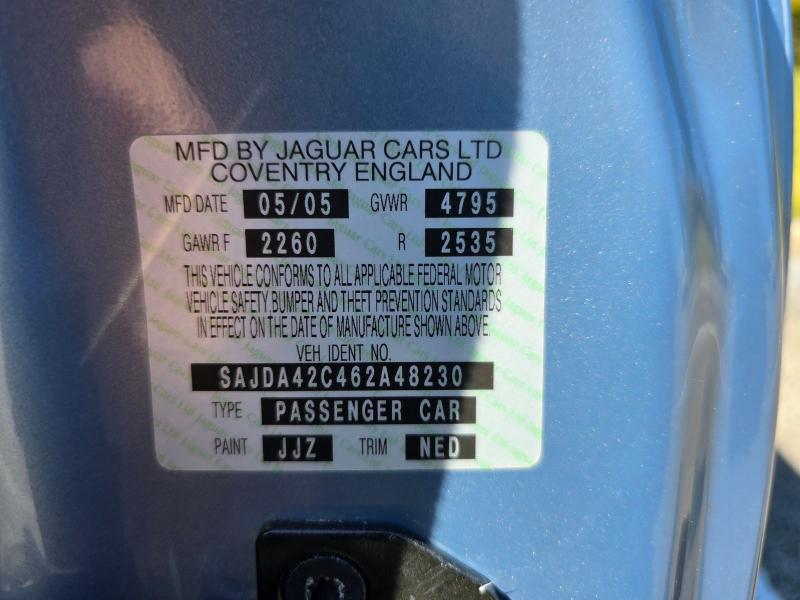 MFD BY JAGUAR CARS LTD
COVENTRY ENGLAND
MFD DATE 05/05 GVWR 4795
GAWR F 2260 R 2535
THIS VEHICLE CONFORMS TO ALL APPLICABLE FEDERAL MOTOR
VEHICLE SAFETY BUMPER AND THEFT PREVENTION STANDARDS
IN EFFECT ON THE DATE OF MANUFACTURE SHOWN ABOVE.
VEH IDENT NO.
SAJDA42C462A48230
TYPE PASSENGER CAR
PAINT JJZ TRIM NED